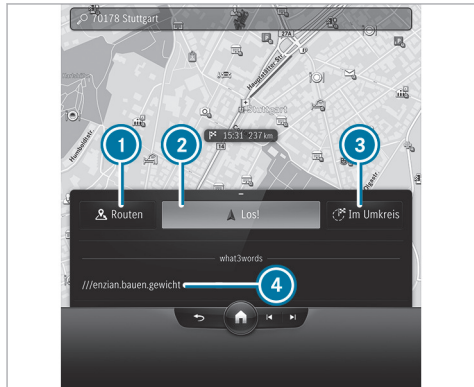 70178 Stuttgart
27A
Hauptstätter Str.
Stuttgart
Humboldtstr.
15:31 237 km
14
1
2
3
Routen
Los!
Im Umkreis
what3words
///enzian.bauen.gewicht
4